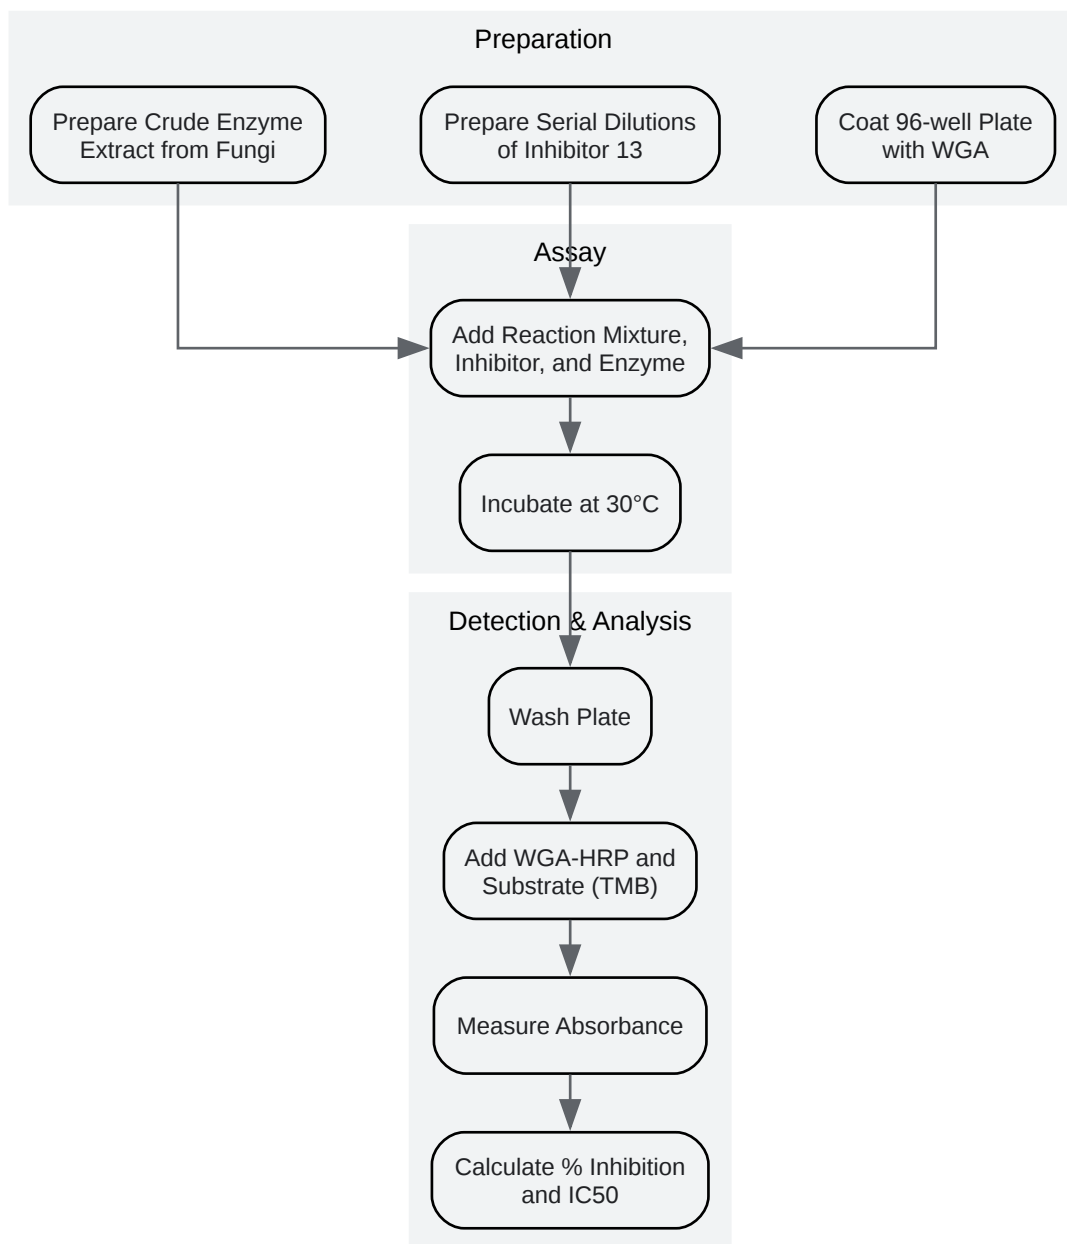 Preparation
Prepare Crude Enzyme
Extract from Fungi
Prepare Serial Dilutions
of Inhibitor 13
Coat 96-well Plate
with WGA
Assay
Add Reaction Mixture,
Inhibitor, and Enzyme
Incubate at 30°C
Detection & Analysis
Wash Plate
Add WGA-HRP and
Substrate (TMB)
Measure Absorbance
Calculate % Inhibition
and IC50